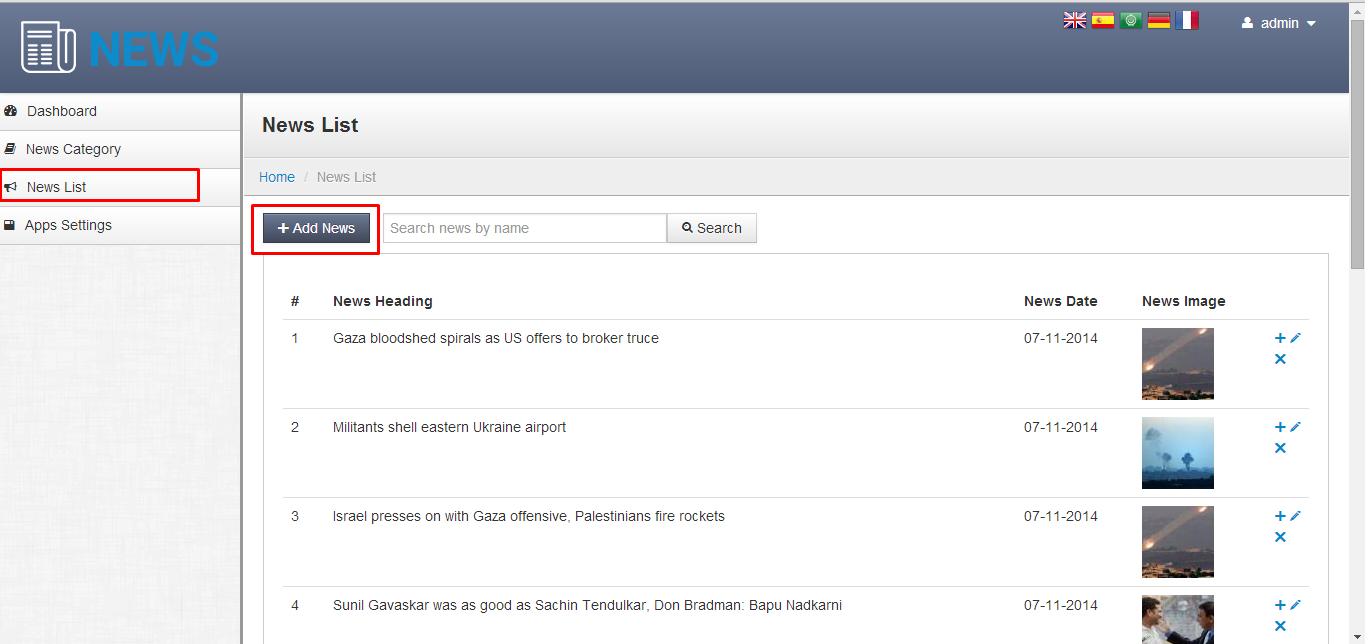 NEWS
admin
Dashboard
News Category
News List
Apps Settings
News List
Home / News List
+ Add News
Search news by name
Search
# News Heading News Date News Image
1 Gaza bloodshed spirals as US offers to broker truce 07-11-2014
2 Militants shell eastern Ukraine airport 07-11-2014
3 Israel presses on with Gaza offensive, Palestinians fire rockets 07-11-2014
4 Sunil Gavaskar was as good as Sachin Tendulkar, Don Bradman: Bapu Nadkarni 07-11-2014